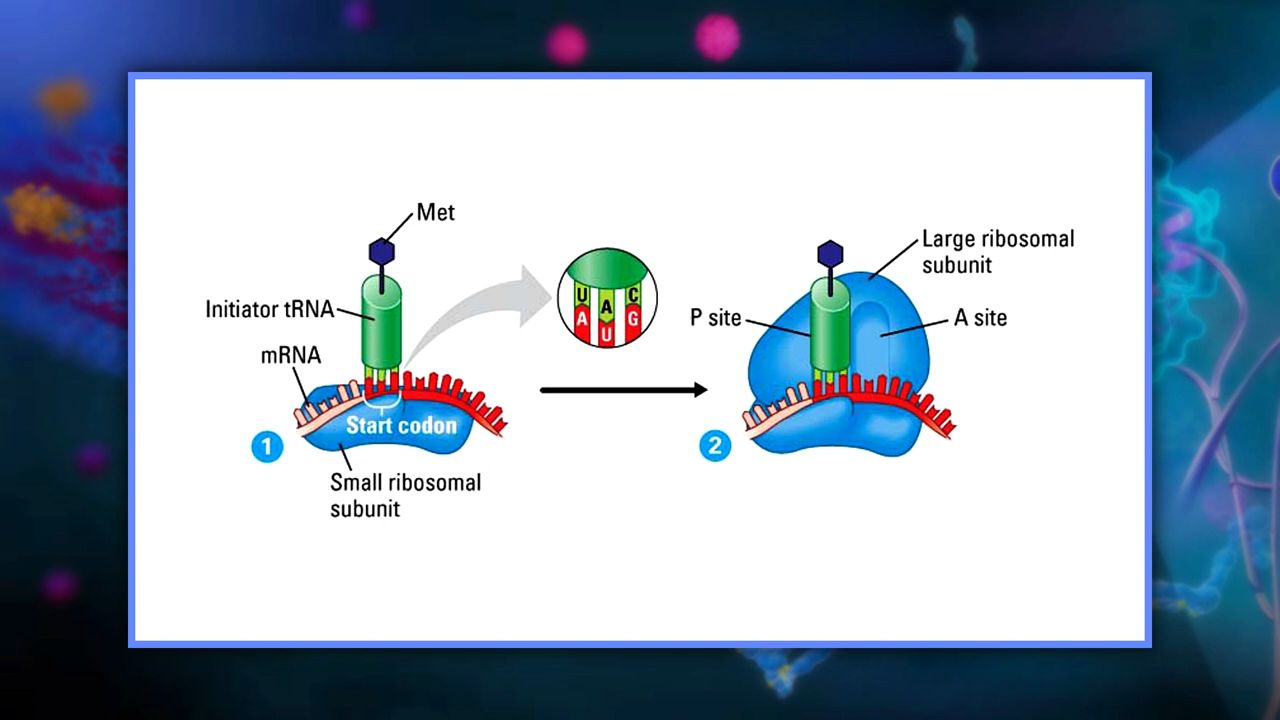 Met
Initiator tRNA
mRNA
Start codon
1
Small ribosomal
subunit
U A C
A U G
Large ribosomal
subunit
P site
A site
2